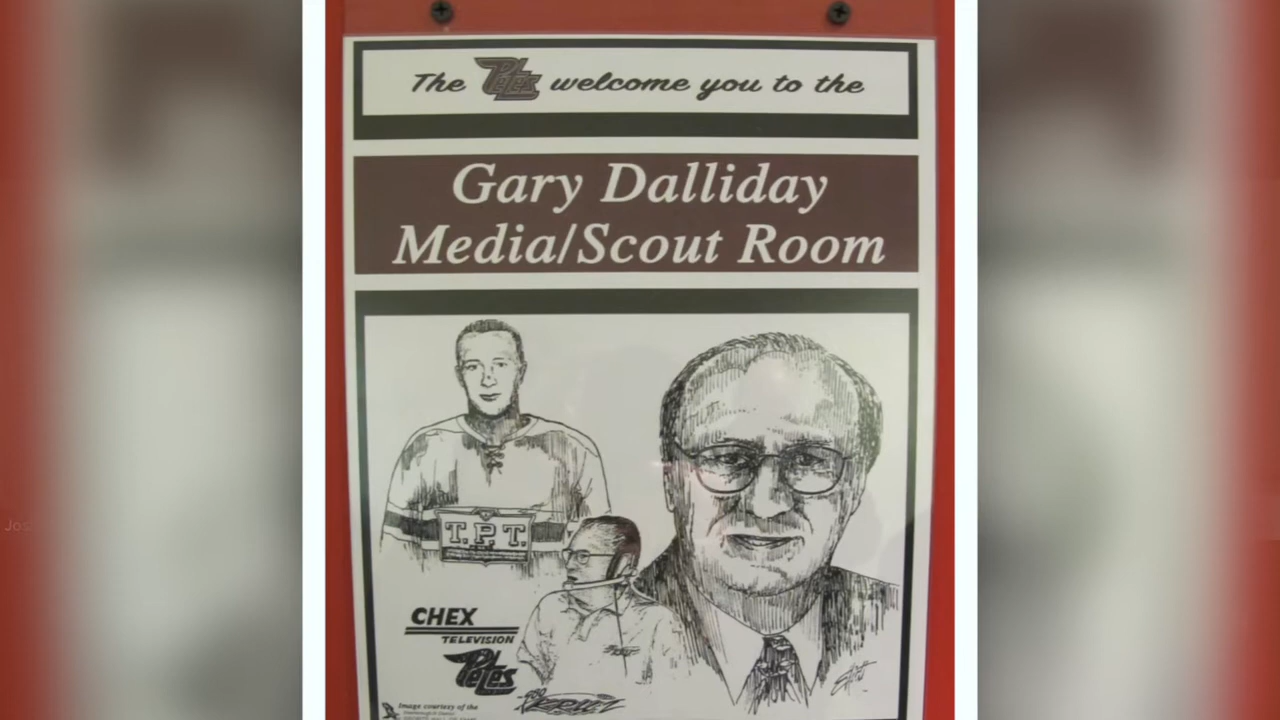 The Petes welcome you to the
Gary Dalliday
Media/Scout Room
T.P.T.
CHEX
TELEVISION
Petes
Image courtesy of the